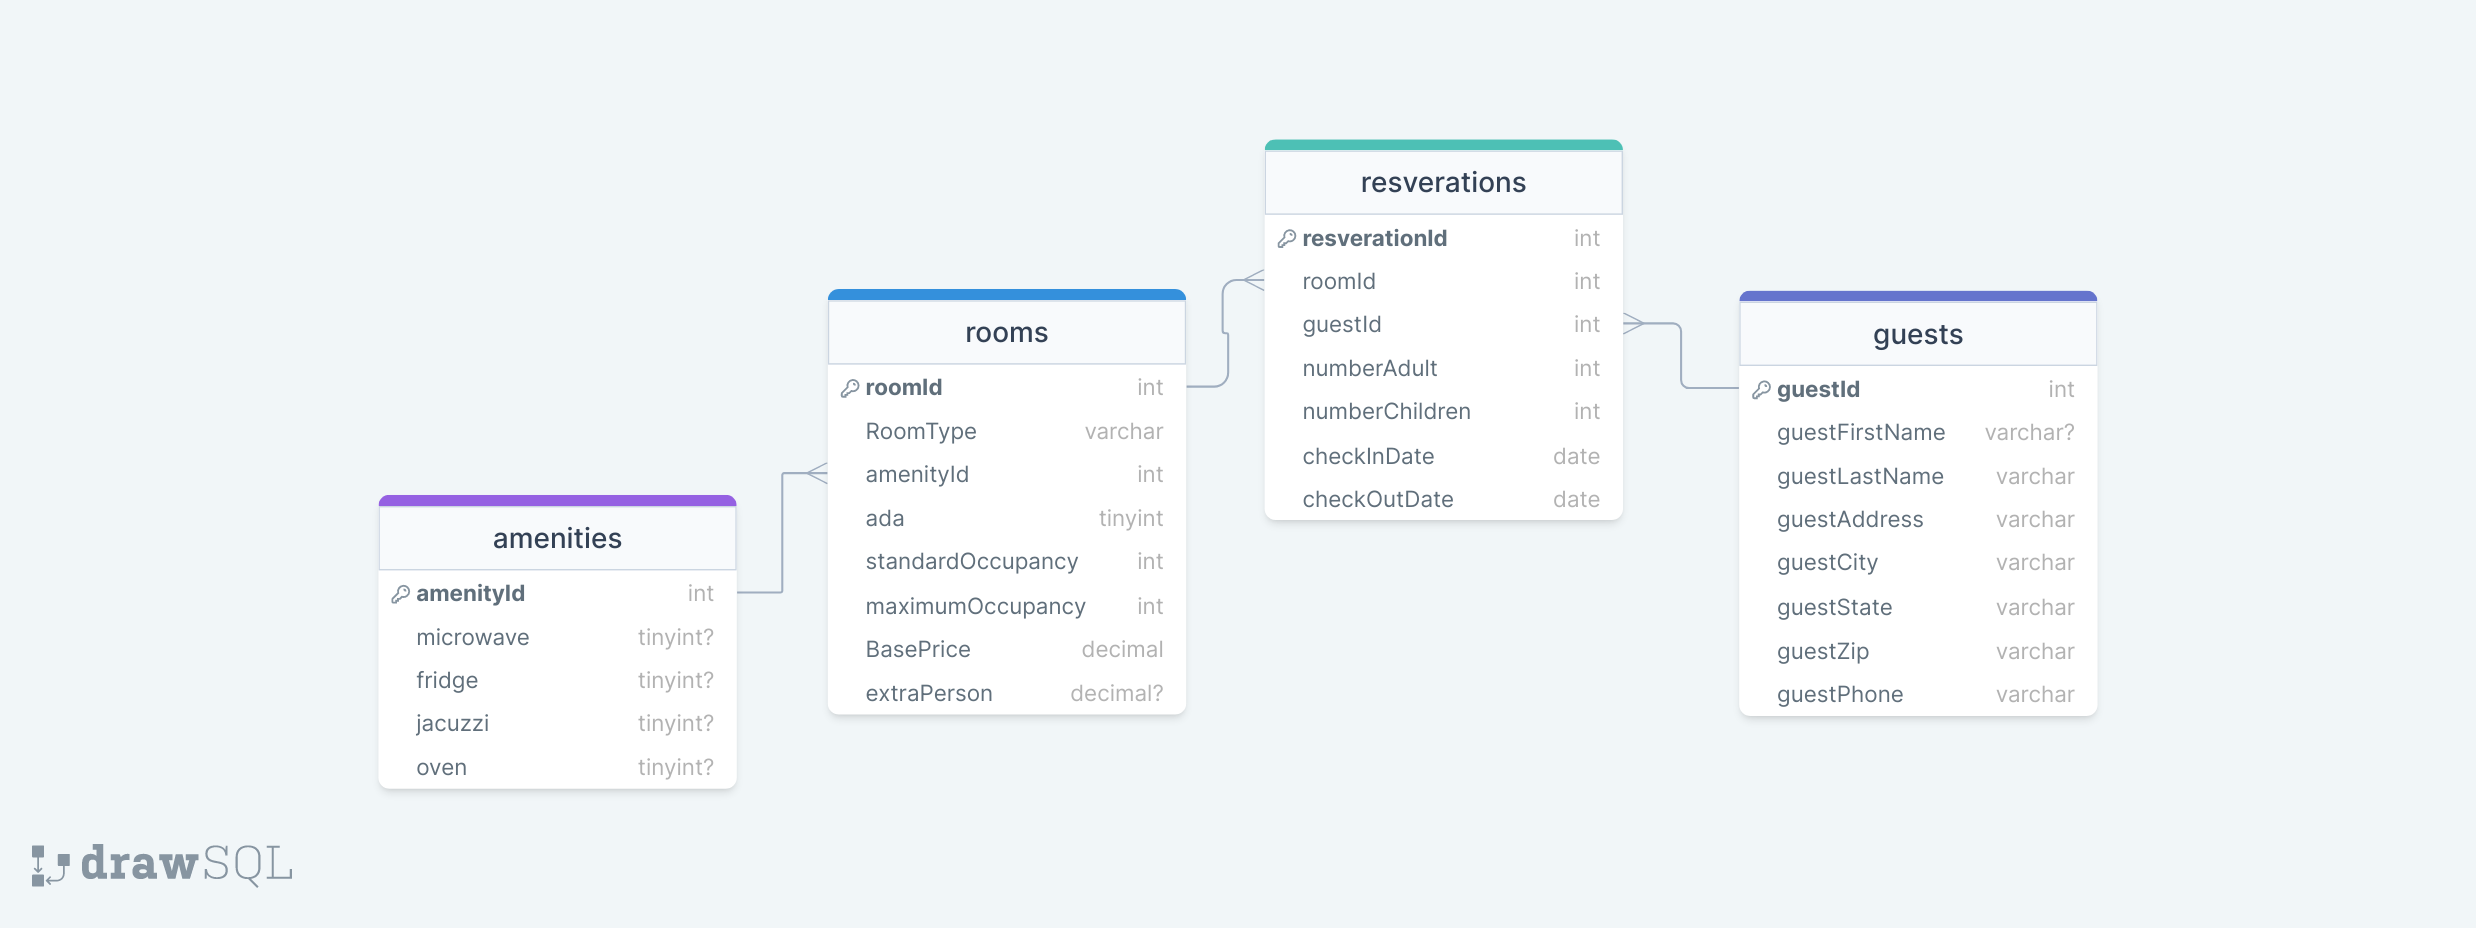 amenities
amenityId int
microwave tinyint?
fridge tinyint?
jacuzzi tinyint?
oven tinyint?
rooms
roomId int
RoomType varchar
amenityId int
ada tinyint
standardOccupancy int
maximumOccupancy int
BasePrice decimal
extraPerson decimal?
resverations
resverationId int
roomId int
guestId int
numberAdult int
numberChildren int
checkInDate date
checkOutDate date
guests
guestId int
guestFirstName varchar?
guestLastName varchar
guestAddress varchar
guestCity varchar
guestState varchar
guestZip varchar
guestPhone varchar
drawSQL